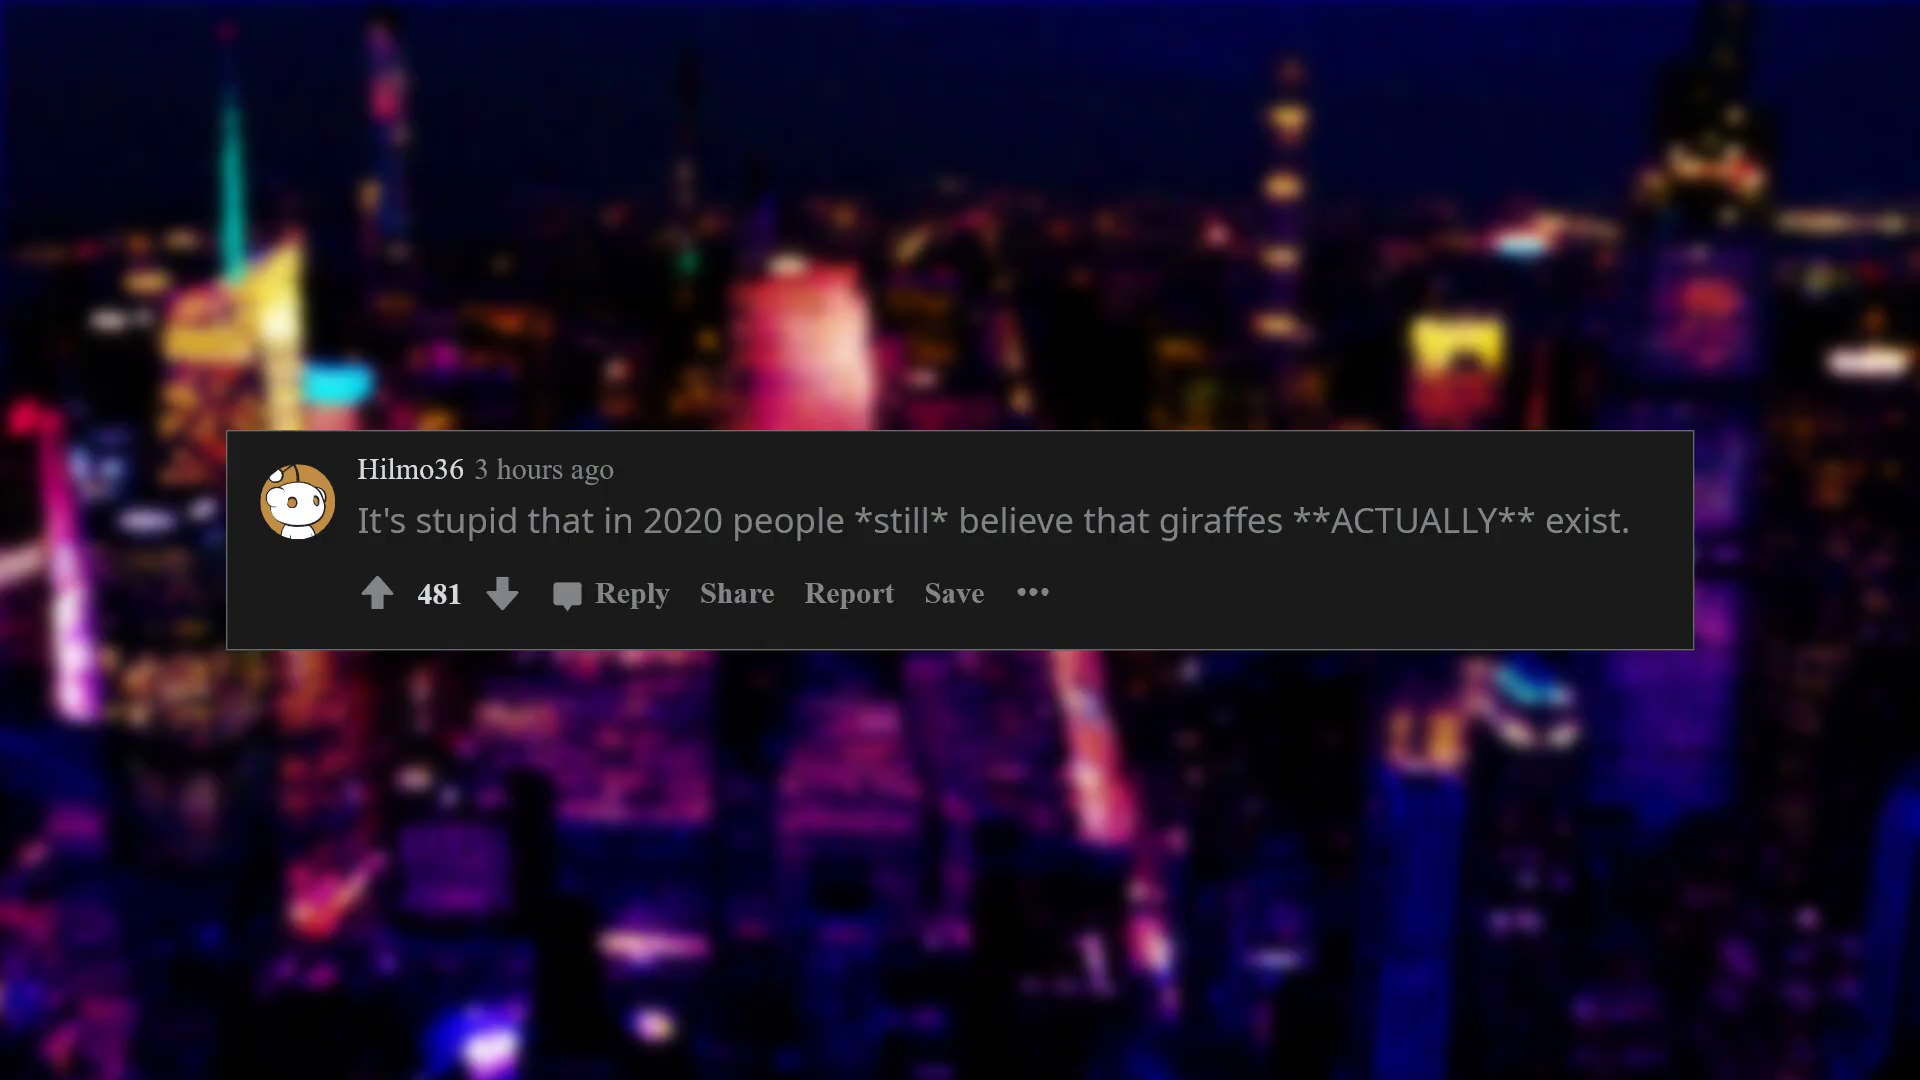 Hilmo36 3 hours ago
It's stupid that in 2020 people *still* believe that giraffes **ACTUALLY** exist.
481 Reply Share Report Save •••